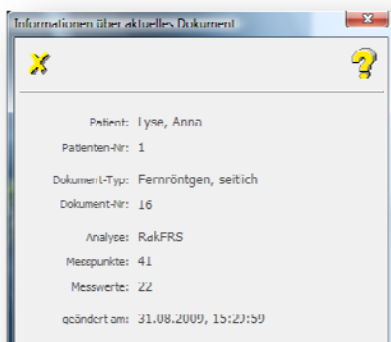 Informationen über aktuelles Dokument
Patient: Lyse, Anna
Patienten-Nr: 1
Dokument-Typ: Fernröntgen, seitlich
Dokument-Nr: 16
Analyse: RakFRS
Messpunkte: 41
Messwerte: 22
geändert am: 31.08.2009, 15:29:59